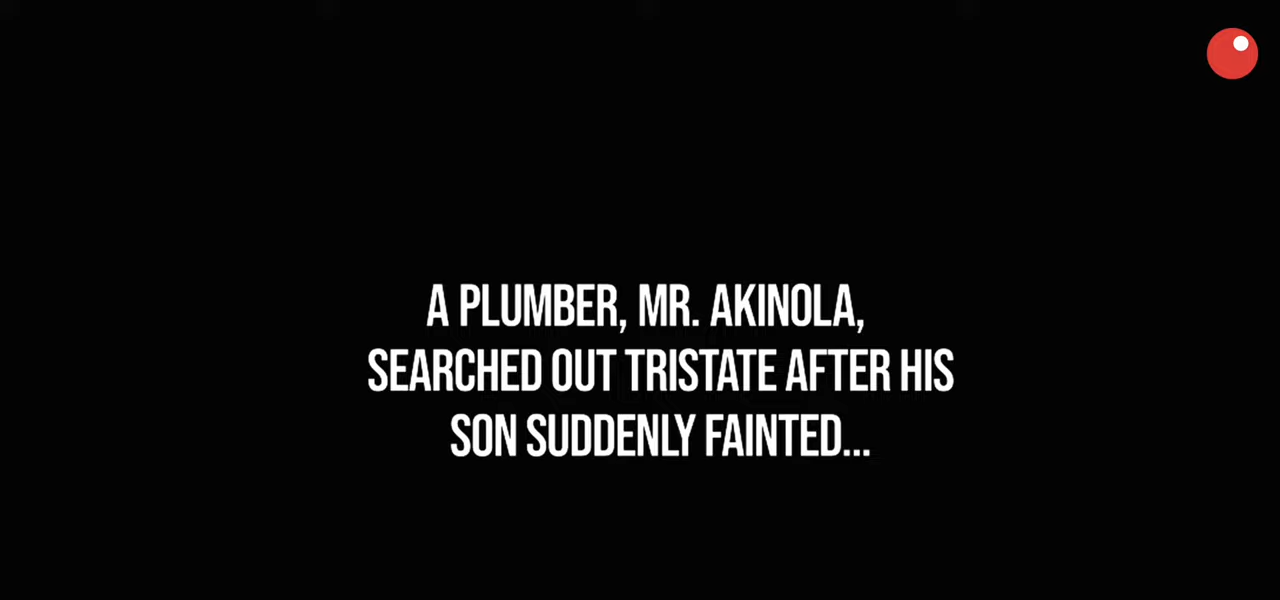 A PLUMBER, MR. AKINOLA,
SEARCHED OUT TRISTATE AFTER HIS
SON SUDDENLY FAINTED...